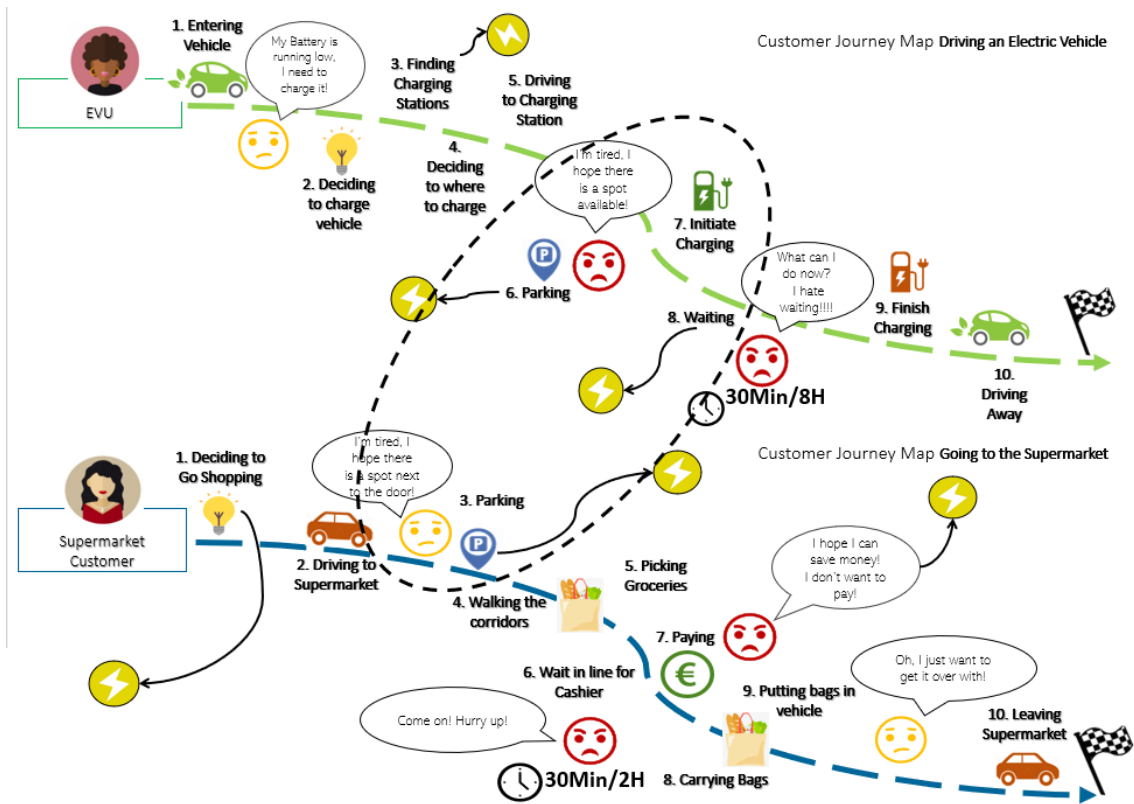 Customer Journey Map Driving an Electric Vehicle
EVU
1. Entering
Vehicle
My Battery is
running low,
I need to
charge it!
2. Deciding
to charge
vehicle
3. Finding
Charging
Stations
4.
Deciding
to where
to charge
5. Driving
to Charging
Station
I'm tired, I
hope there
is a spot
available!
P
6. Parking
7. Initiate
Charging
8. Waiting
What can I
do now?
I hate
waiting!!!!
30Min/8H
9. Finish
Charging
10.
Driving
Away
Customer Journey Map Going to the Supermarket
Supermarket
Customer
1. Deciding to
Go Shopping
2. Driving to
Supermarket
I'm tired, I
hope there
is a spot next
to the door!
3. Parking
P
4. Walking the
corridors
5. Picking
Groceries
6. Wait in line for
Cashier
Come on! Hurry up!
30Min/2H
7. Paying
€
I hope I can
save money!
I don't want to
pay!
8. Carrying Bags
9. Putting bags in
vehicle
Oh, I just want to
get it over with!
10. Leaving
Supermarket